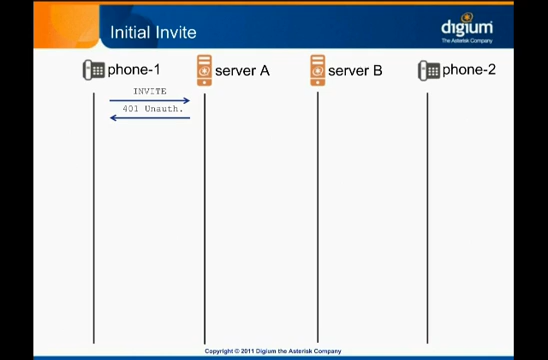 Initial Invite
digium
The Asterisk Company
phone-1
server A
server B
phone-2
INVITE
401 Unauth.
Copyright © 2011 Digium the Asterisk Company